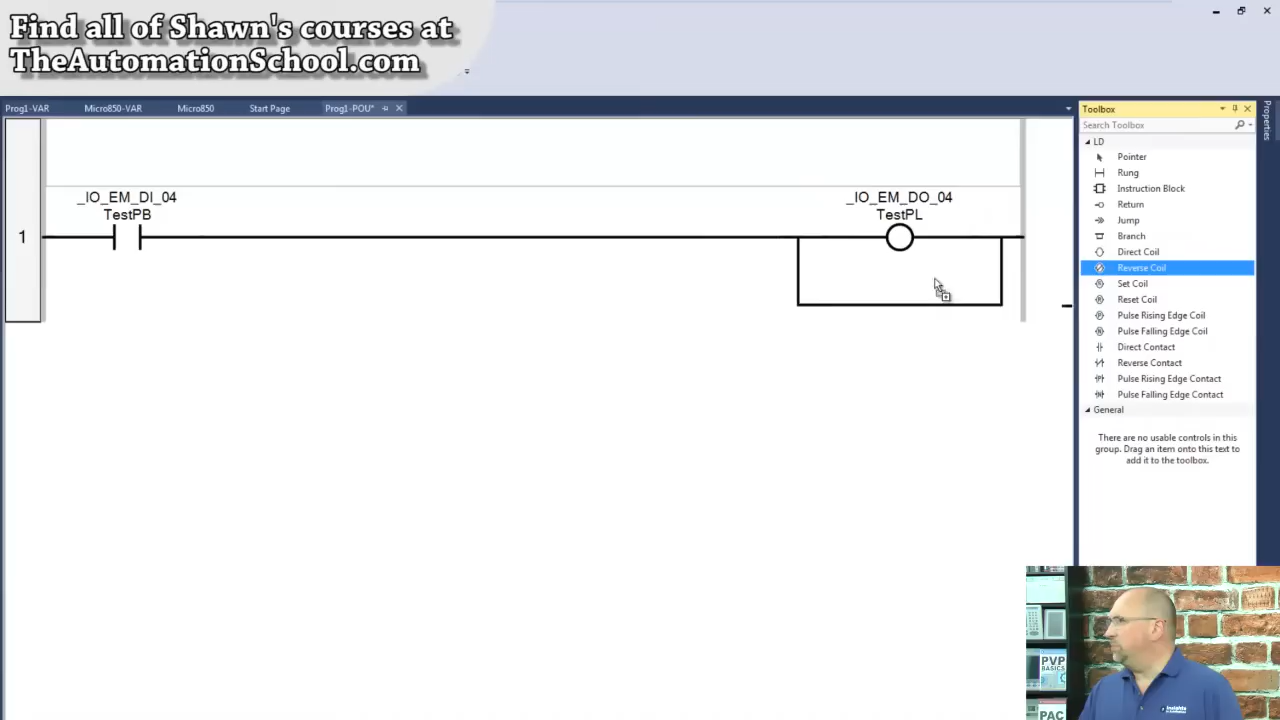 Find all of Shawn's courses at
TheAutomationSchool.com
Prog1-VAR
Micro850-VAR
Micro850
Start Page
Prog1-POU*
Toolbox
Search Toolbox
LD
Pointer
Rung
Instruction Block
Return
Jump
Branch
Direct Coil
Reverse Coil
Set Coil
Reset Coil
Pulse Rising Edge Coil
Pulse Falling Edge Coil
Direct Contact
Reverse Contact
Pulse Rising Edge Contact
Pulse Falling Edge Contact
General
There are no usable controls in this
group. Drag an item onto this text to
add it to the toolbox.
Properties
_IO_EM_DI_04
TestPB
_IO_EM_DO_04
TestPL
1
PVP
BASICS
PAC